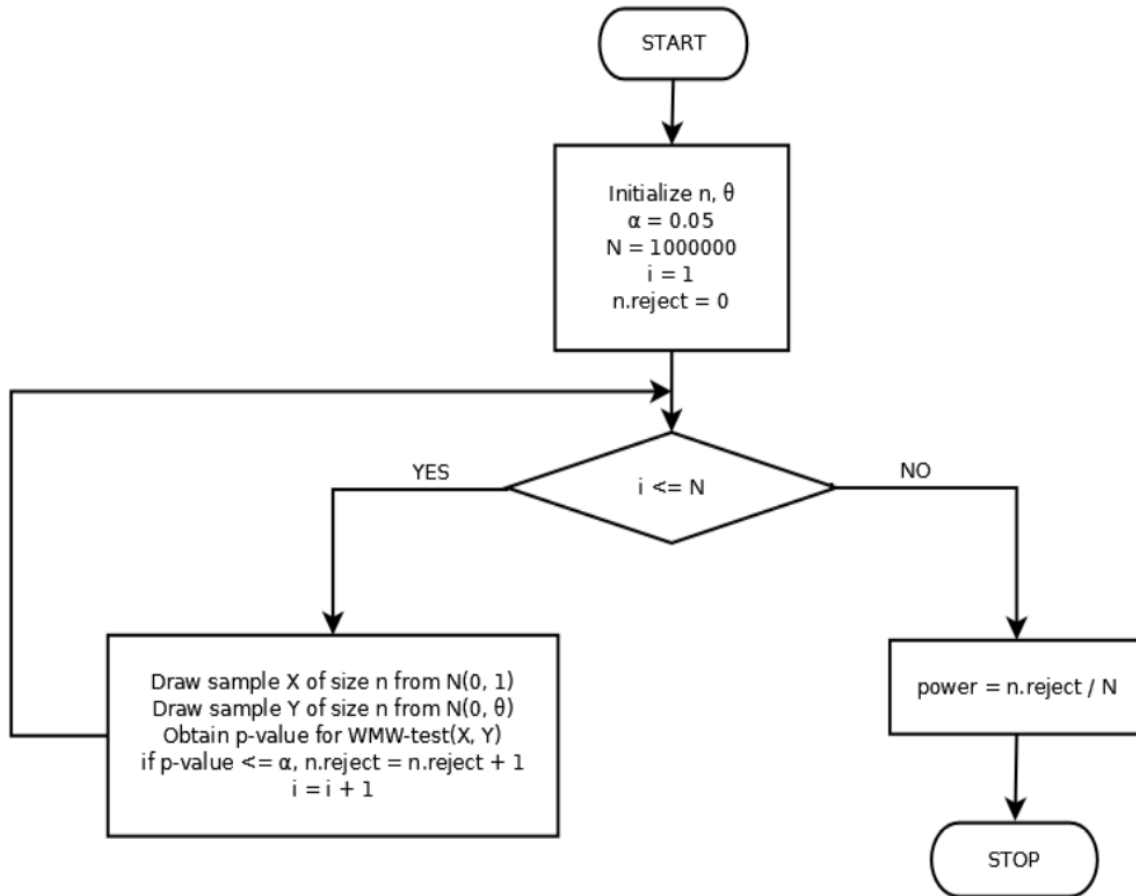 START
Initialize n, θ
α = 0.05
N = 1000000
i = 1
n.reject = 0
YES
i <= N
NO
Draw sample X of size n from N(0, 1)
Draw sample Y of size n from N(0, θ)
Obtain p-value for WMW-test(X, Y)
if p-value <= α, n.reject = n.reject + 1
i = i + 1
power = n.reject / N
STOP